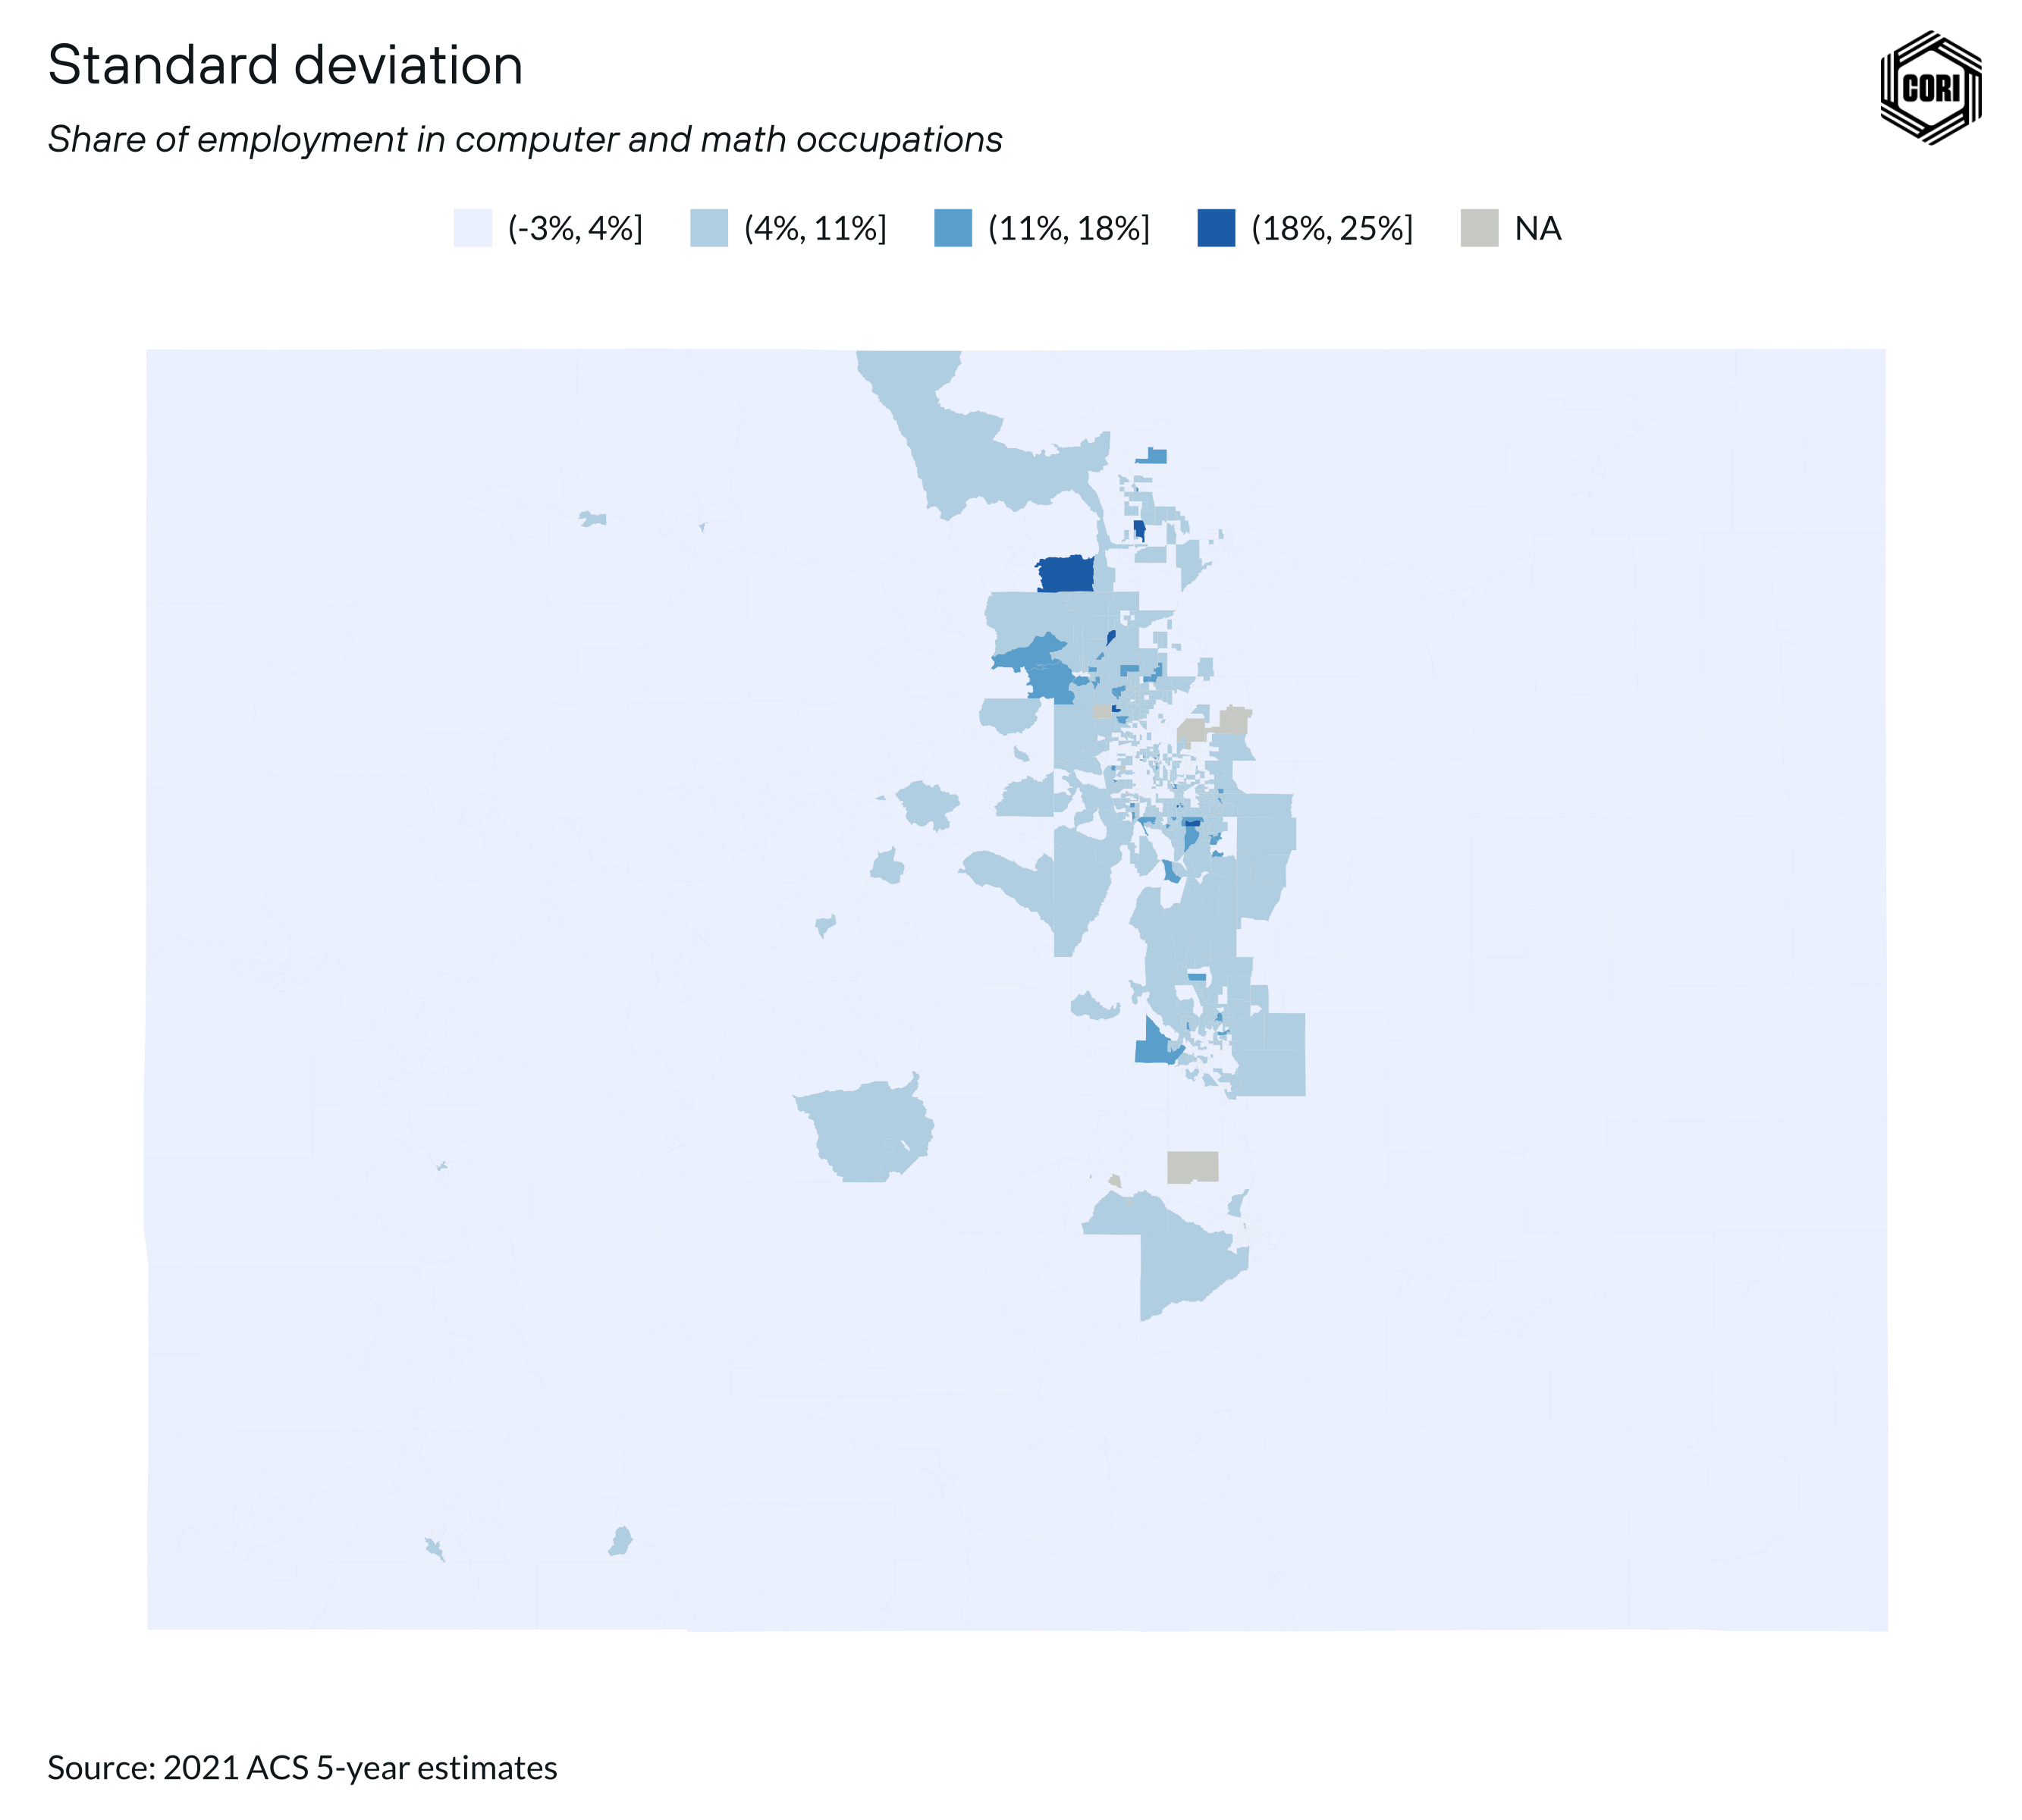 Standard deviation
CORI
Share of employment in computer and math occupations
(-3%, 4%] (4%, 11%] (11%, 18%] (18%, 25%] NA
Source: 2021 ACS 5-year estimates